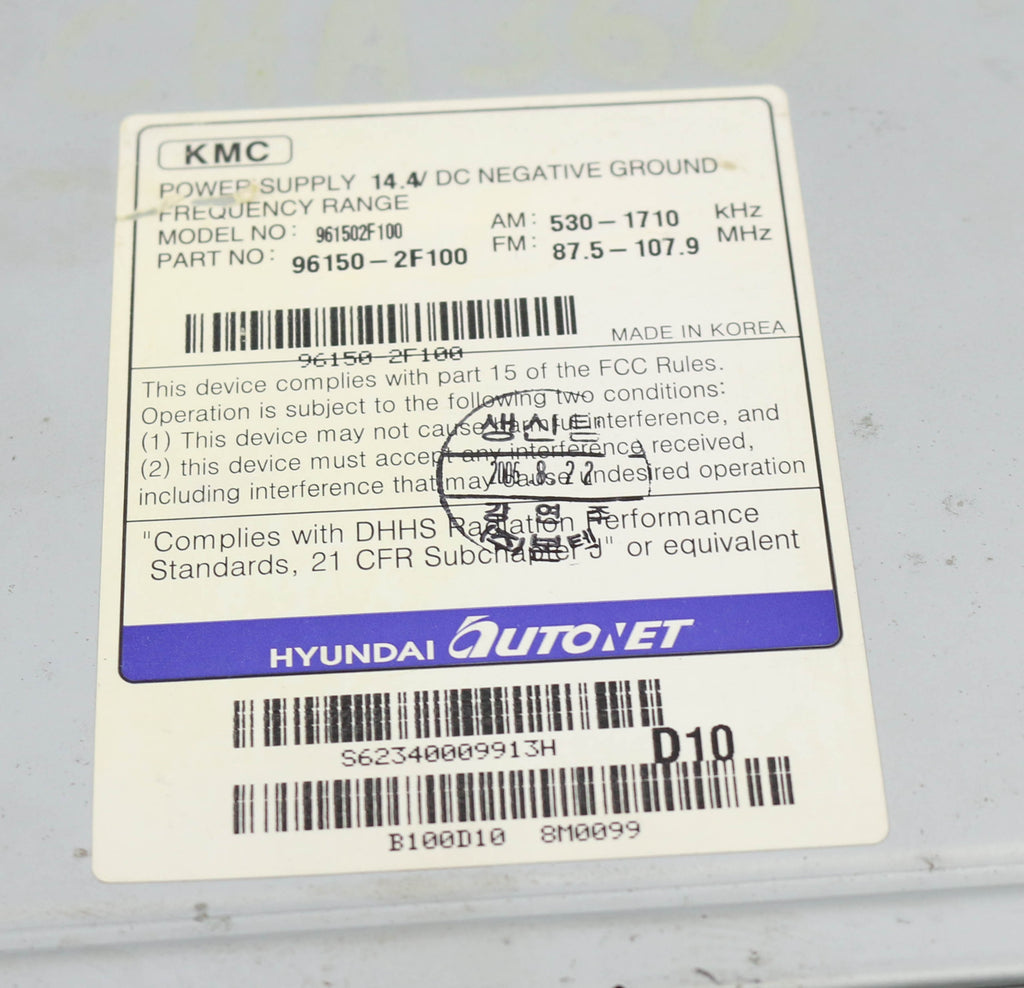 KMC
POWER SUPPLY 14.4V DC NEGATIVE GROUND
FREQUENCY RANGE
MODEL NO: 961502F100 AM: 530-1710 kHz
PART NO: 96150-2F100 FM: 87.5-107.9 MHz
96150-2F100
MADE IN KOREA
This device complies with part 15 of the FCC Rules.
Operation is subject to the following two conditions:
(1) This device may not cause harmful interference, and
(2) this device must accept any interference received,
including interference that may cause undesired operation
8.22
"Complies with DHHS Radiation Performance
Standards, 21 CFR Subchapter J" or equivalent
HYUNDAI AUTONET
S62340009913H
D10
B100D10 8M0099